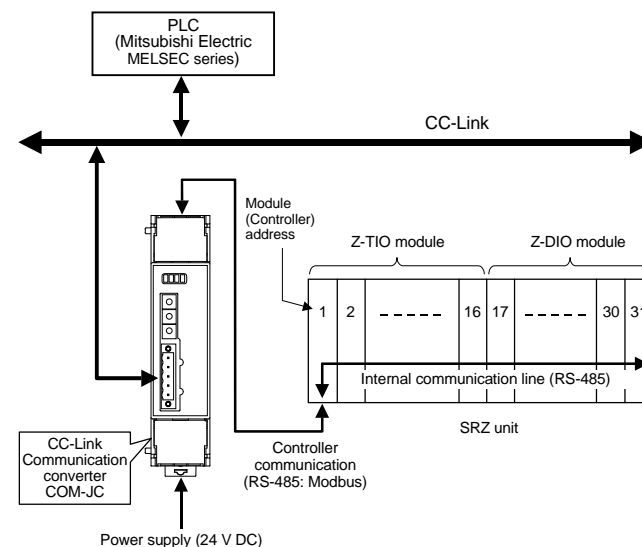 PLC
(Mitsubishi Electric
MELSEC series)
CC-Link
Module
(Controller)
address
Z-TIO module
Z-DIO module
1
2
16
17
30
31
Internal communication line (RS-485)
SRZ unit
Controller
communication
(RS-485: Modbus)
CC-Link
Communication
converter
COM-JC
Power supply (24 V DC)